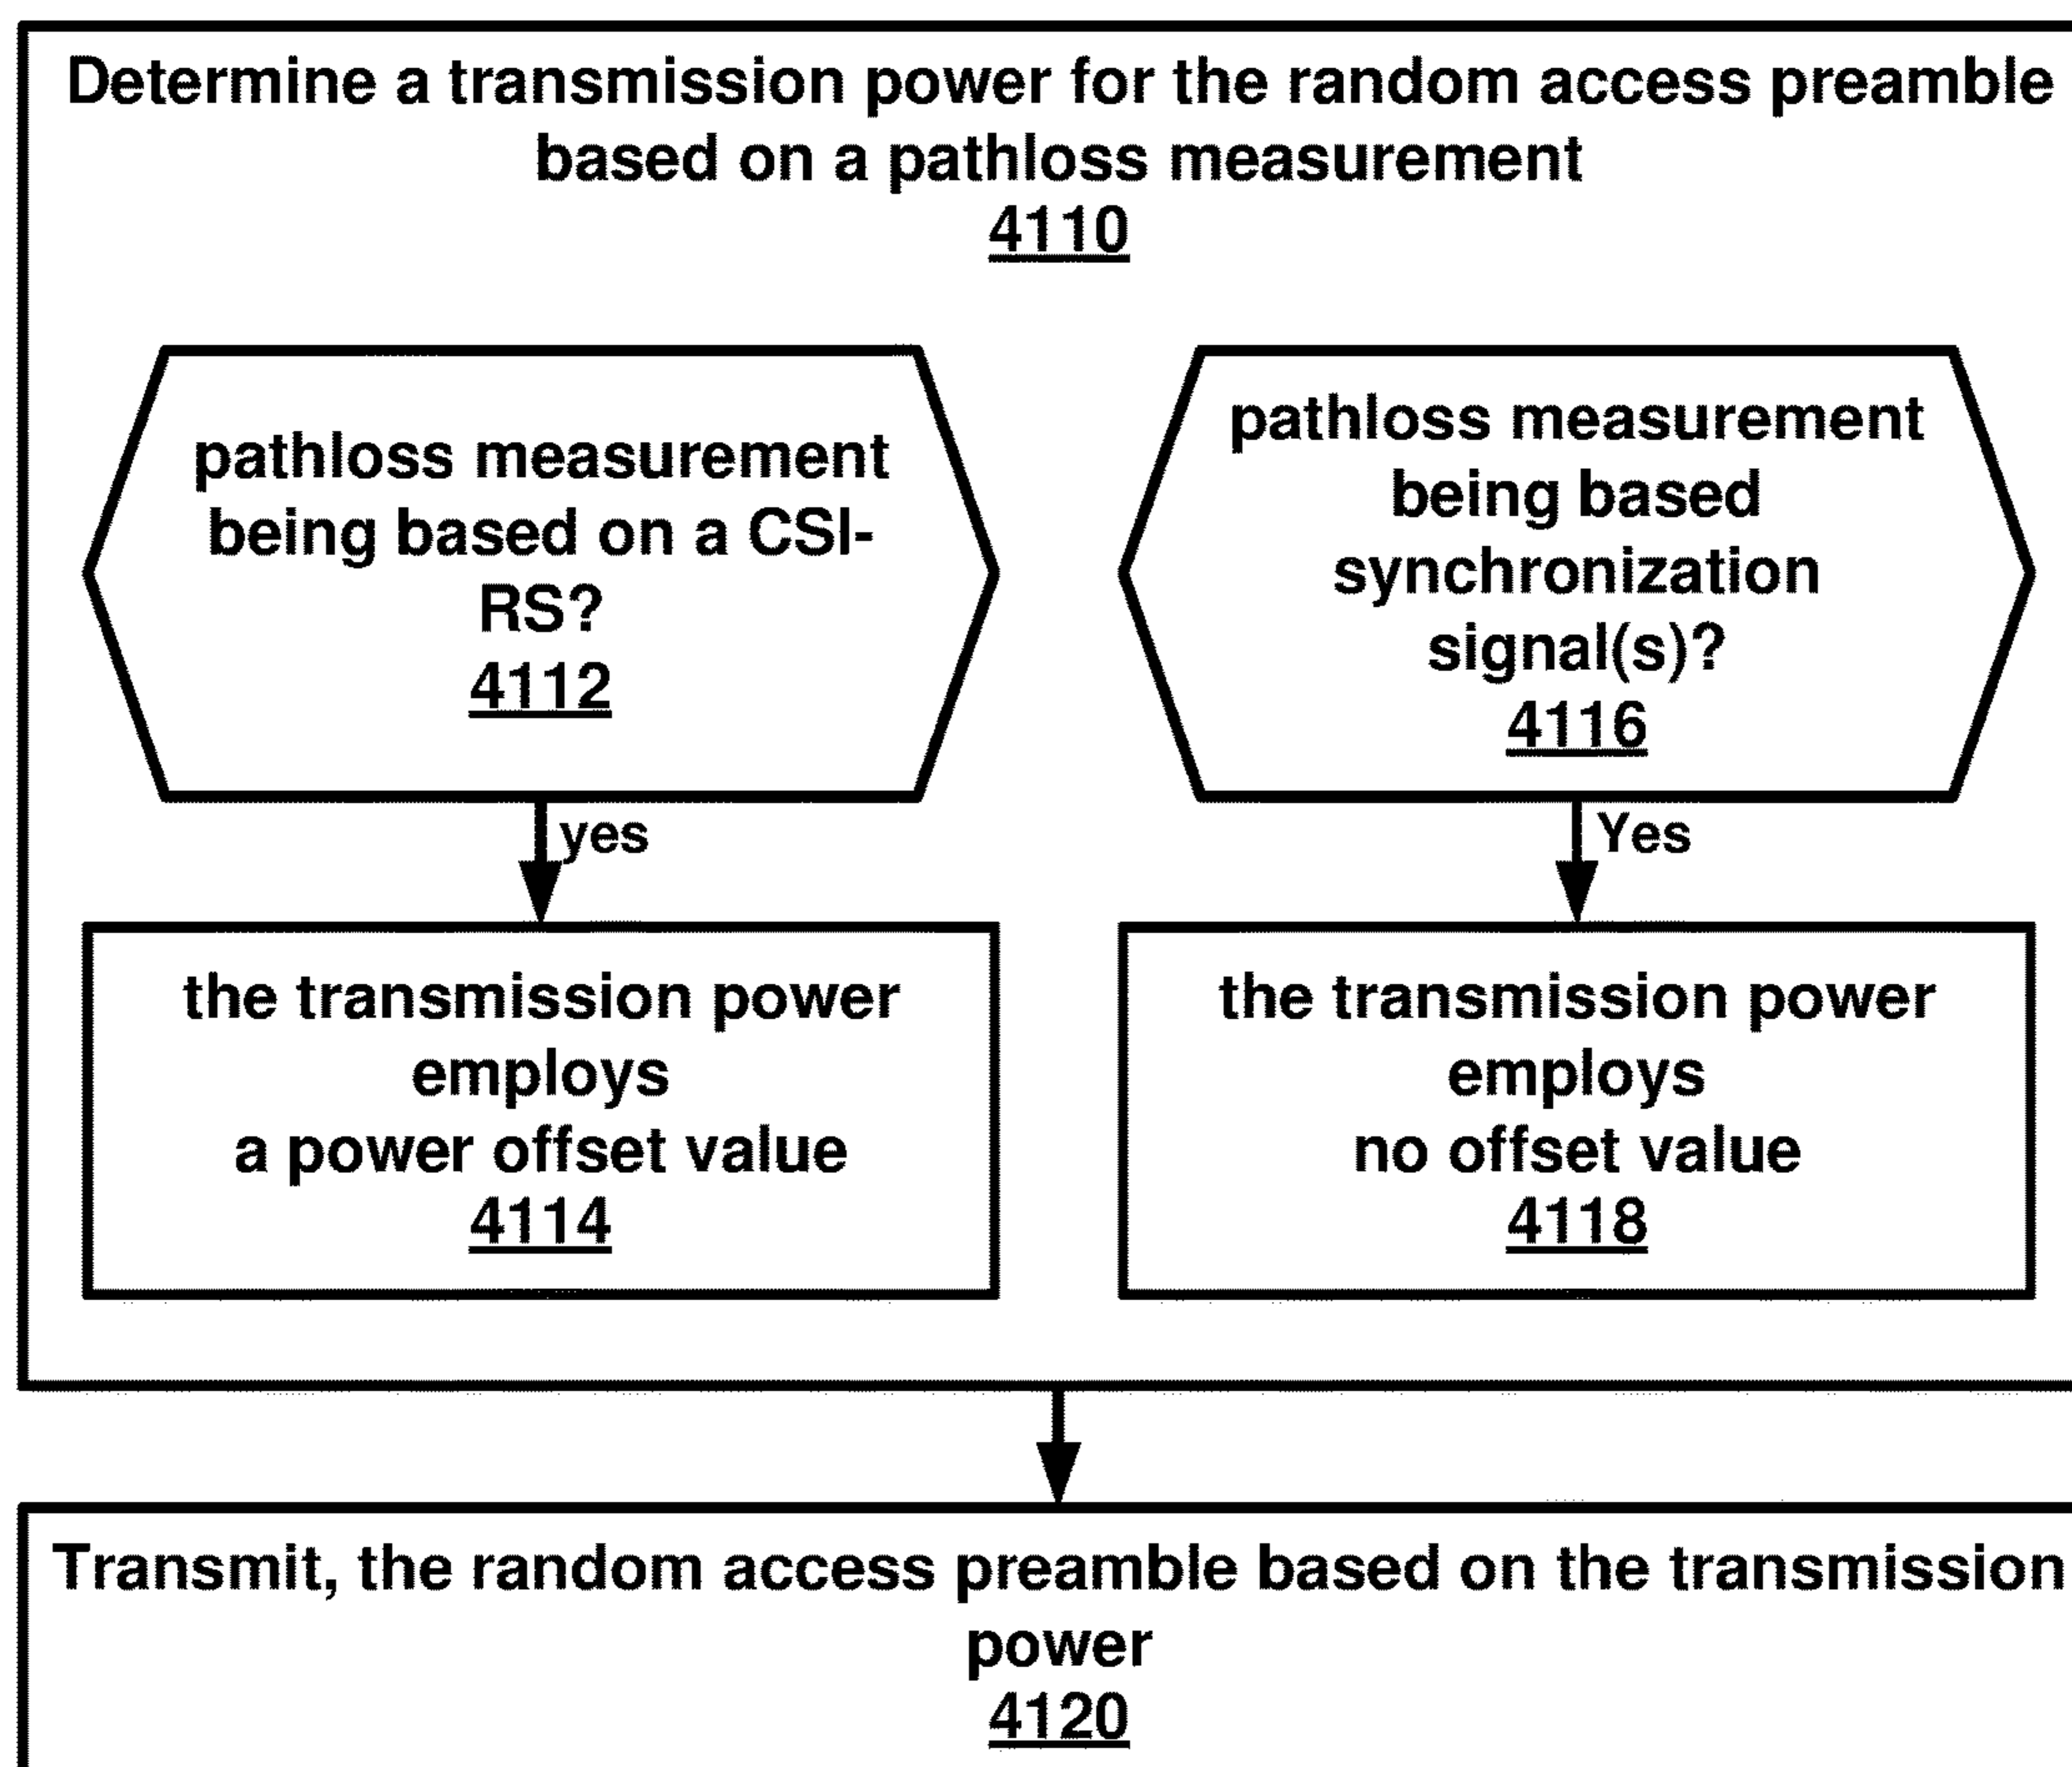 Determine a transmission power for the random access preamble
based on a pathloss measurement
4110
pathloss measurement
being based on a CSI-
RS?
4112
yes
the transmission power
employs
a power offset value
4114
pathloss measurement
being based
synchronization
signal(s)?
4116
Yes
the transmission power
employs
no offset value
4118
Transmit, the random access preamble based on the transmission
power
4120